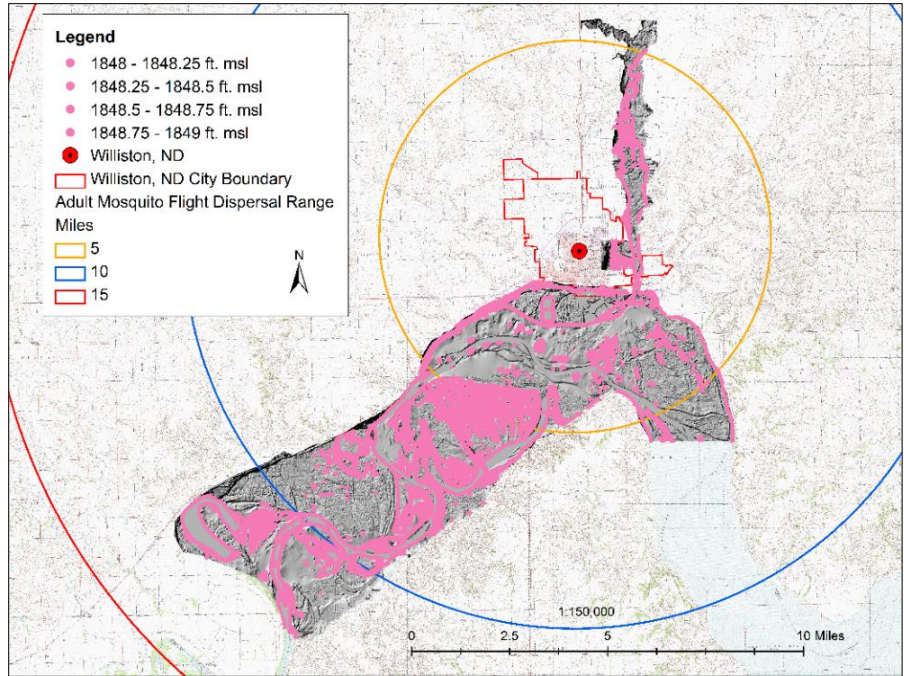 Legend
1848 - 1848.25 ft. msl
1848.25 - 1848.5 ft. msl
1848.5 - 1848.75 ft. msl
1848.75 - 1849 ft. msl
Williston, ND
Williston, ND City Boundary
Adult Mosquito Flight Dispersal Range
Miles
5
10
15
N
1:150,000
0 2.5 5 10 Miles